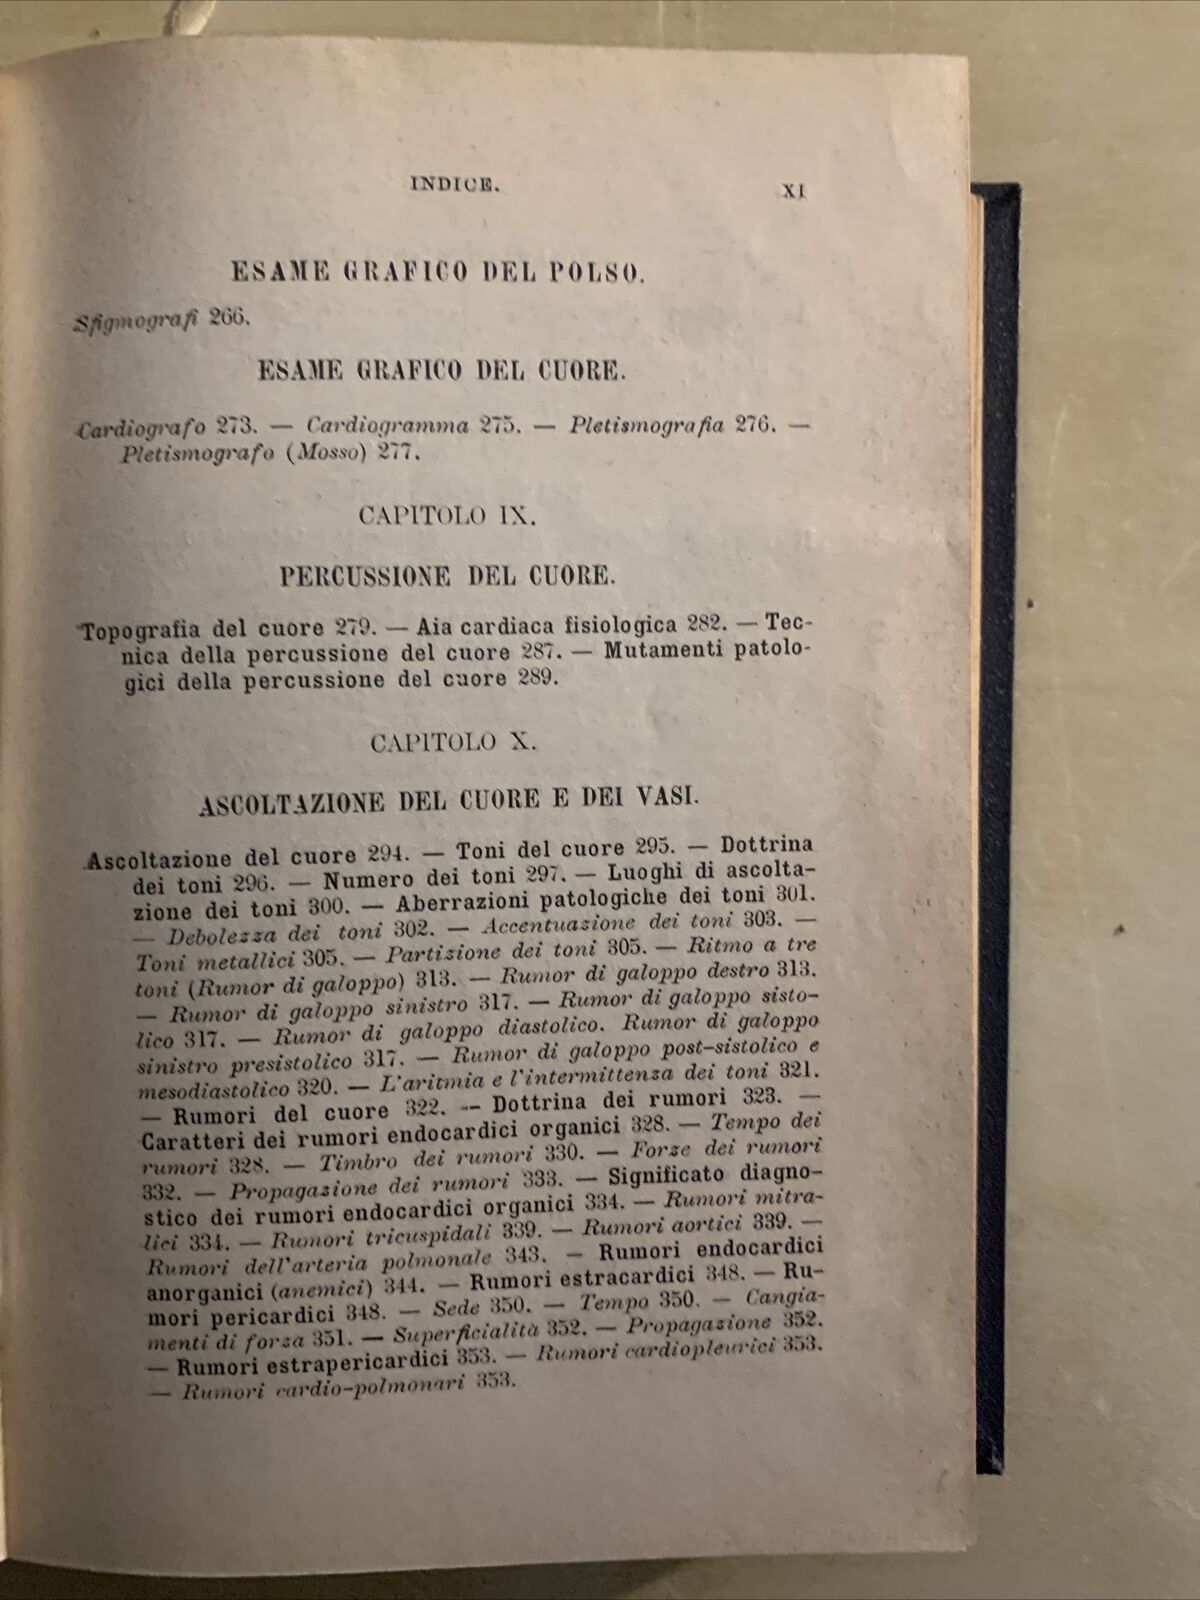 INDICE. XI
ESAME GRAFICO DEL POLSO.
Sfigmografi 266.
ESAME GRAFICO DEL CUORE.
Cardiografo 273. — Cardiogramma 275. — Pletismografia 276. —
Pletismografo (Mosso) 277.
CAPITOLO IX.
PERCUSSIONE DEL CUORE.
Topografia del cuore 279. — Aia cardiaca fisiologica 282. — Tec-
nica della percussione del cuore 287. — Mutamenti patolo-
gici della percussione del cuore 289.
CAPITOLO X.
ASCOLTAZIONE DEL CUORE E DEI VASI.
Ascoltazione del cuore 294. — Toni del cuore 295. — Dottrina
dei toni 296. — Numero dei toni 297. — Luoghi di ascolta-
zione dei toni 300. — Aberrazioni patologiche dei toni 301.
— Debolezza dei toni 302. — Accentuazione dei toni 303. —
Toni metallici 305. — Partizione dei toni 305. — Ritmo a tre
toni (Rumor di galoppo) 313. — Rumor di galoppo destro 313.
— Rumor di galoppo sinistro 317. — Rumor di galoppo sisto-
lico 317. — Rumor di galoppo diastolico. Rumor di galoppo
sinistro presistolico 317. — Rumor di galoppo post-sistolico e
mesodiastolico 320. — L'aritmia e l'intermittenza dei toni 321.
— Rumori del cuore 322. — Dottrina dei rumori 323. —
Caratteri dei rumori endocardici organici 328. — Tempo dei
rumori 328. — Timbro dei rumori 330. — Forze dei rumori
332. — Propagazione dei rumori 333. — Significato diagno-
stico dei rumori endocardici organici 334. — Rumori mitra-
lici 334. — Rumori tricuspidali 339. — Rumori aortici 339. —
Rumori dell'arteria polmonale 343. — Rumori endocardici
anorganici (anemici) 344. — Rumori estracardici 348. — Ru-
mori pericardici 348. — Sede 350. — Tempo 350. — Cangia-
menti di forza 351. — Superficialità 352. — Propagazione 352.
— Rumori estrapericardici 353. — Rumori cardiopleurici 353.
— Rumori cardio-polmonari 353.